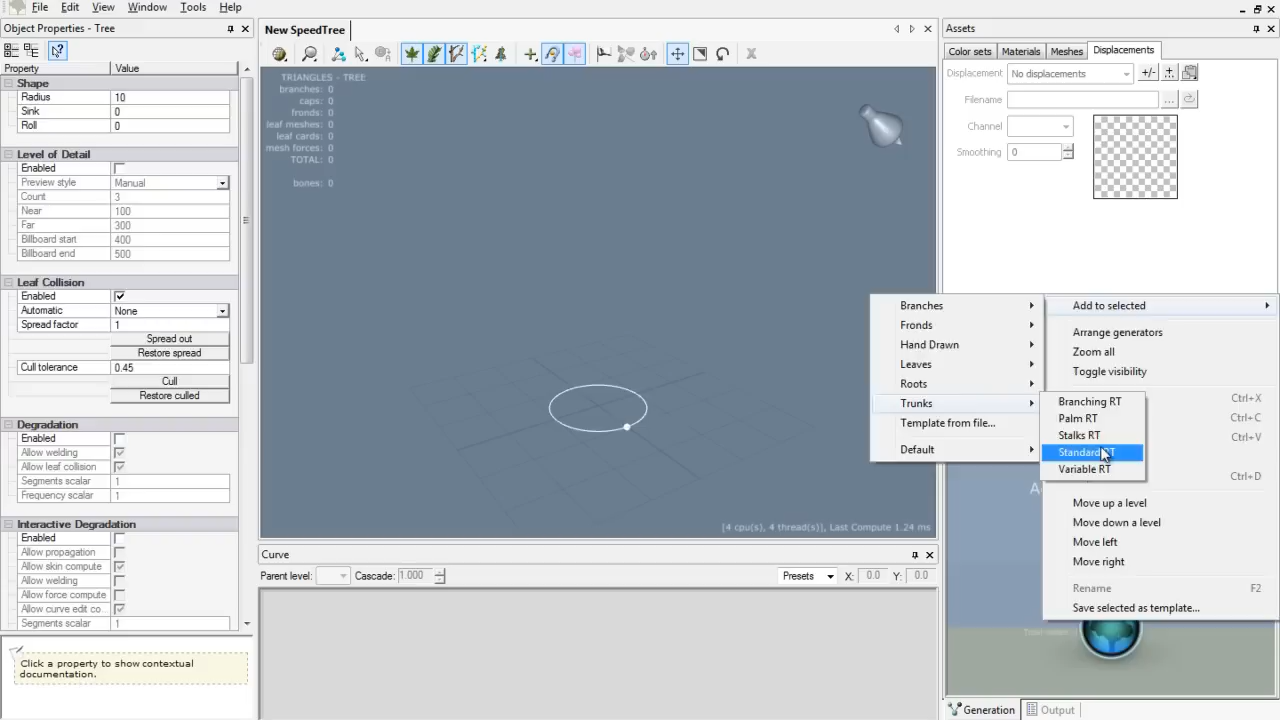 File Edit View Window Tools Help
Object Properties - Tree
Property Value
Shape
Radius 10
Sink 0
Roll 0
Level of Detail
Enabled
Preview style Manual
Count 3
Near 100
Far 300
Billboard start 400
Billboard end 500
Leaf Collision
Enabled
Automatic None
Spread factor 1
Spread out
Restore spread
Cull tolerance 0.45
Cull
Restore culled
Degradation
Enabled
Allow welding
Allow leaf collision
Segments scalar 1
Frequency scalar 1
Interactive Degradation
Enabled
Allow propagation
Allow skin compute
Allow welding
Allow force compute
Allow curve edit co...
Segments scalar 1
Click a property to show contextual
documentation.
New SpeedTree
TRIANGLES - TREE
branches: 0
caps: 0
fronds: 0
leaf meshes: 0
leaf cards: 0
mesh forces: 0
TOTAL: 0
bones: 0
[4 cpu(s), 4 thread(s)], Last Compute 1.24 ms
Curve
Parent level: Cascade: 1.000 Presets X: 0.0 Y: 0.0
Assets
Color sets Materials Meshes Displacements
Displacement No displacements +/-
Filename ...
Channel
Smoothing 0
Branches
Fronds
Hand Drawn
Leaves
Roots
Trunks
Template from file...
Default
Branching RT
Palm RT
Stalks RT
Standard RT
Variable RT
Add to selected
Arrange generators
Zoom all
Toggle visibility
Ctrl+X
Ctrl+C
Ctrl+V
Ctrl+D
Move up a level
Move down a level
Move left
Move right
Rename F2
Save selected as template...
Generation Output